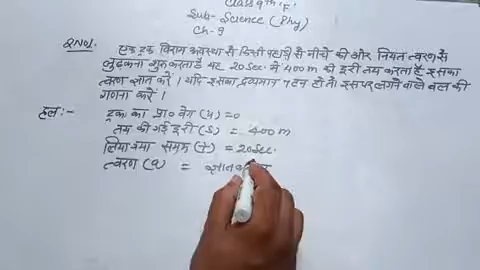 Class 9th 'F'
Sub- Science (Phy)
Ch-9
QNo1. एक ट्रक विराम अवस्था से किसी पहाड़ी से नीचे की ओर नियत त्वरण से
लुढ़कना शुरू करता है यह 20 Sec. में 400 m की दूरी तय करता है इसका
त्वरण ज्ञात करें। यदि इसका द्रव्यमान 7 टन हो तो इस पर लगने वाले बल की
गणना करें।
हल:- ट्रक का प्रा० वेग (u) = 0
तय की गई दूरी (s) = 400 m
लिया गया समय (t) = 20 Sec.
त्वरण (a) = ज्ञात